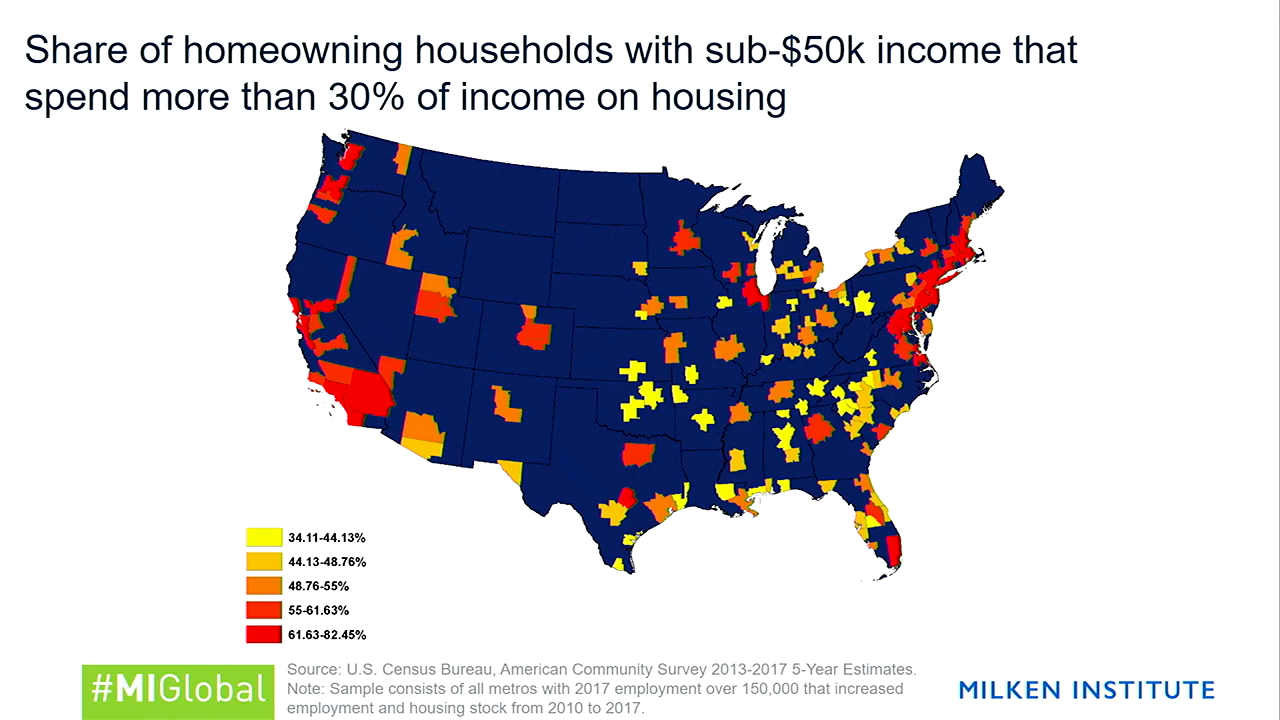 Share of homeowning households with sub-$50k income that
spend more than 30% of income on housing
34.11-44.13%
44.13-48.76%
48.76-55%
55-61.63%
61.63-82.45%
#MIGlobal
Source: U.S. Census Bureau, American Community Survey 2013-2017 5-Year Estimates.
Note: Sample consists of all metros with 2017 employment over 150,000 that increased
employment and housing stock from 2010 to 2017.
MILKEN INSTITUTE